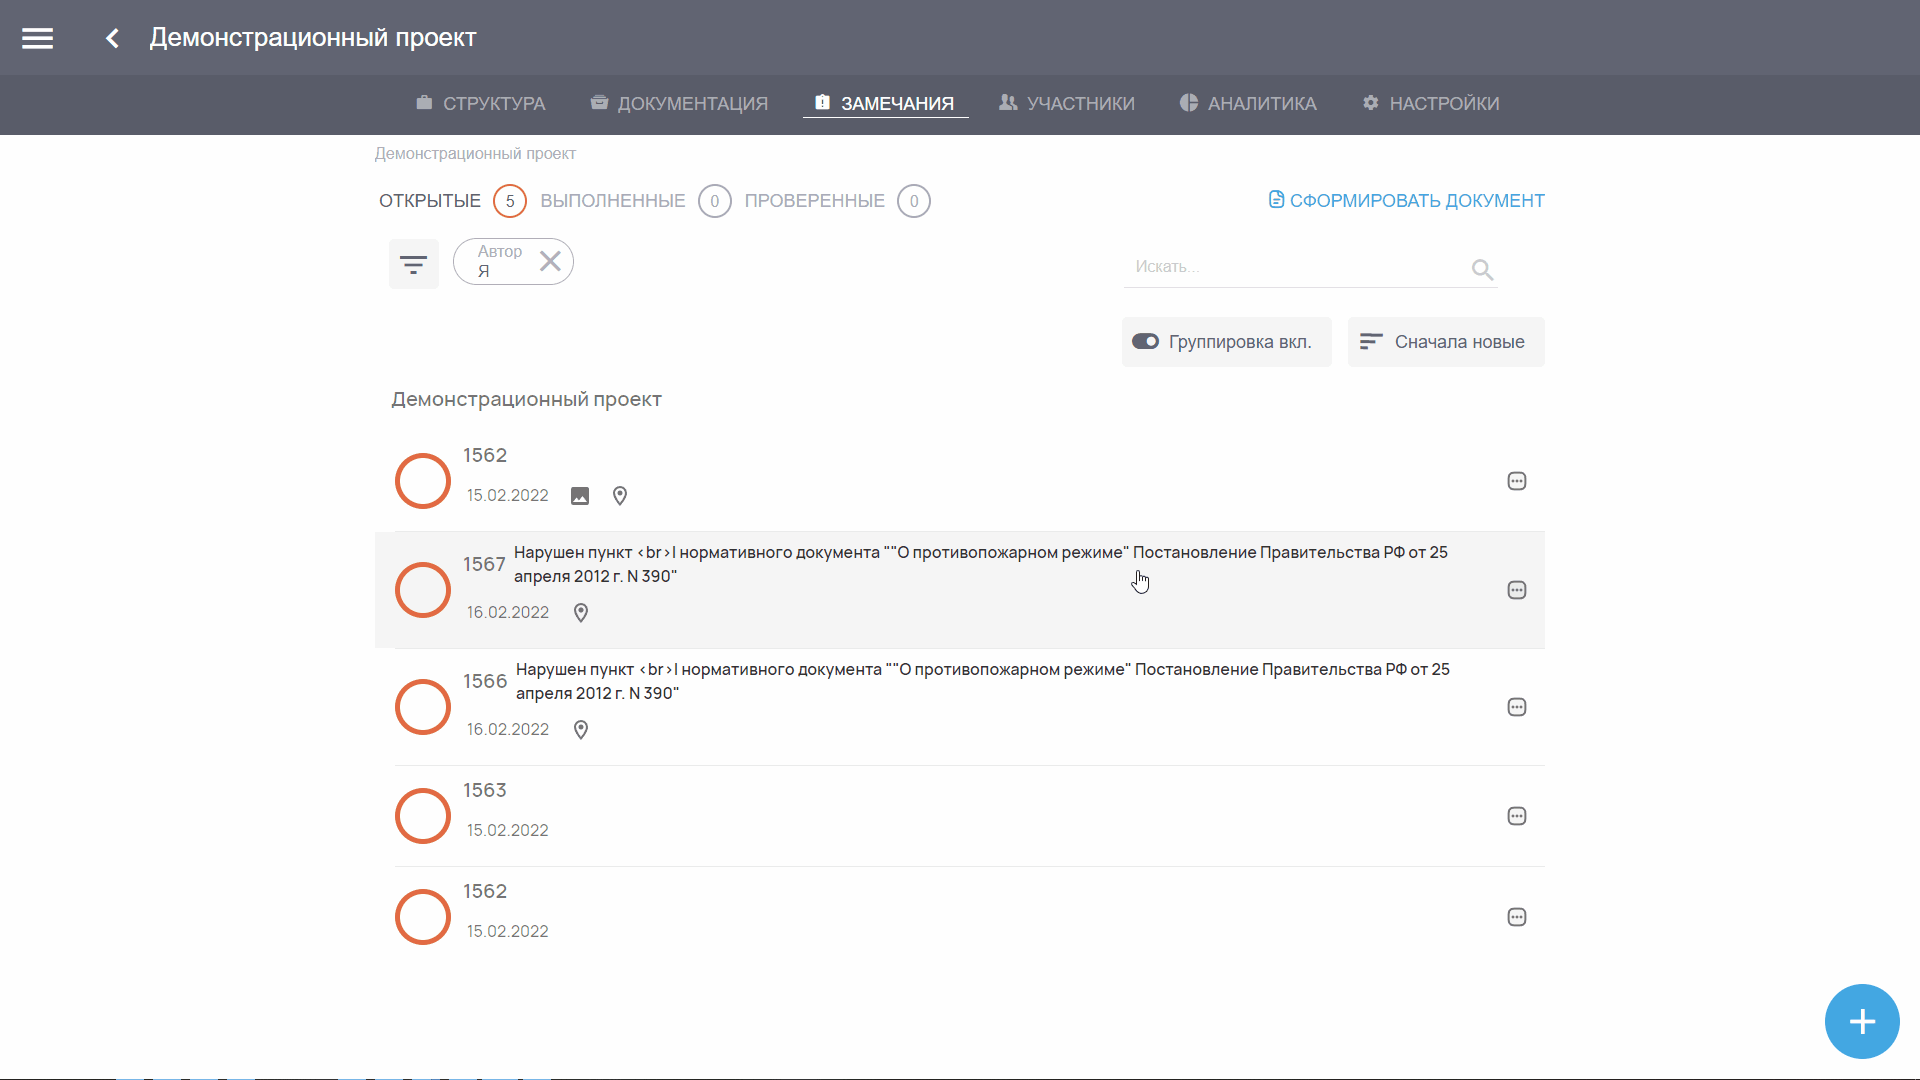 Демонстрационный проект
СТРУКТУРА
ДОКУМЕНТАЦИЯ
ЗАМЕЧАНИЯ
УЧАСТНИКИ
АНАЛИТИКА
НАСТРОЙКИ
Демонстрационный проект
ОТКРЫТЫЕ 5 ВЫПОЛНЕННЫЕ 0 ПРОВЕРЕННЫЕ 0
СФОРМИРОВАТЬ ДОКУМЕНТ
Автор
Я
Искать...
Группировка вкл.
Сначала новые
Демонстрационный проект
1562
15.02.2022
1567 Нарушен пункт <br>I нормативного документа ""О противопожарном режиме" Постановление Правительства РФ от 25
апреля 2012 г. N 390"
16.02.2022
1566 Нарушен пункт <br>I нормативного документа ""О противопожарном режиме" Постановление Правительства РФ от 25
апреля 2012 г. N 390"
16.02.2022
1563
15.02.2022
1562
15.02.2022